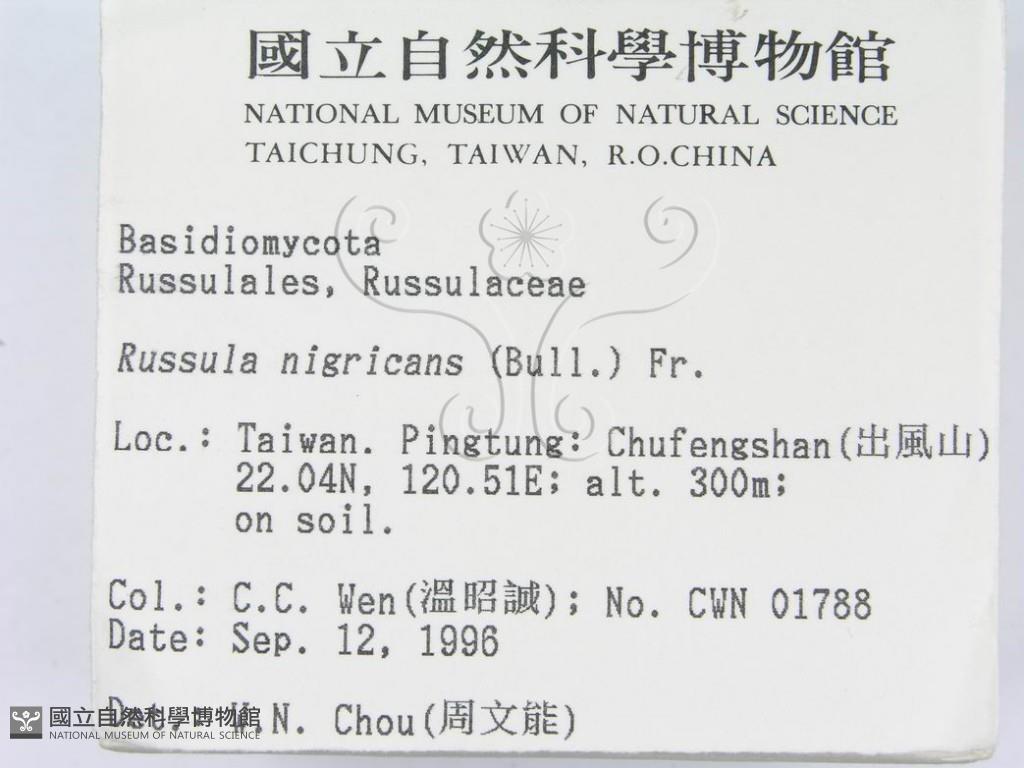 國立自然科學博物館
NATIONAL MUSEUM OF NATURAL SCIENCE
TAICHUNG, TAIWAN, R.O.CHINA
Basidiomycota
Russulales, Russulaceae
Russula nigricans (Bull.) Fr.
Loc.: Taiwan. Pingtung: Chufengshan(出風山)
22.04N, 120.51E; alt. 300m;
on soil.
Col.: C.C. Wen(溫昭誠); No. CWN 01788
Date: Sep. 12, 1996
Det.: W.N. Chou(周文能)
國立自然科學博物館
NATIONAL MUSEUM OF NATURAL SCIENCE